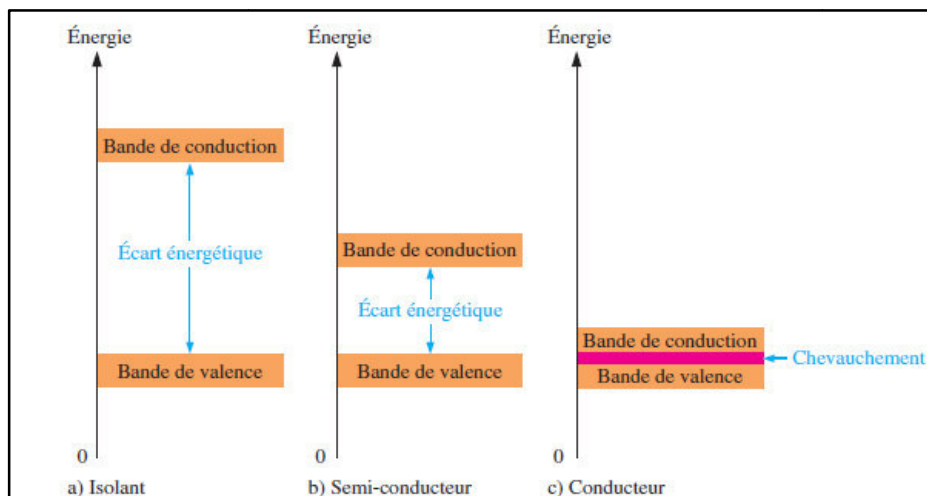 Énergie
Bande de conduction
Écart énergétique
Bande de valence
0
a) Isolant
Énergie
Bande de conduction
Écart énergétique
Bande de valence
0
b) Semi-conducteur
Énergie
Bande de conduction
Chevauchement
Bande de valence
0
c) Conducteur